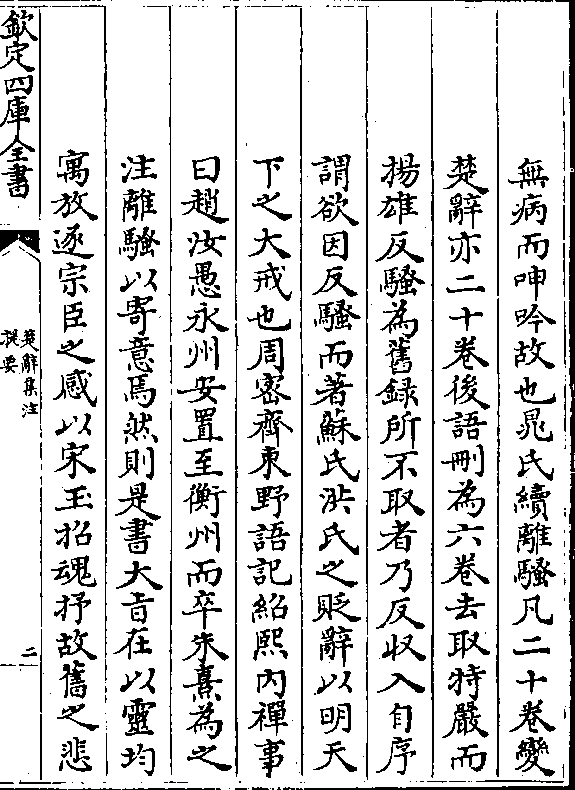 無病而呻吟故也晁氏續離騷凡二十卷變
楚辭亦二十卷後語刪為六卷去取特嚴而
揚雄反騷為舊録所不取者乃反収入自序
謂欲因反騷而著蘇氏洪氏之貶辭以明天
下之大戒也周密齊東野語記紹熙内禪事
曰趙汝愚永州安置至衡州而卒朱熹為之
注離騷以寄意焉然則是書大㫖在以靈均
寓放逐宗臣之感以宋玉招魂抒故舊之悲
欽定四庫全書
楚辭集注
提要
二